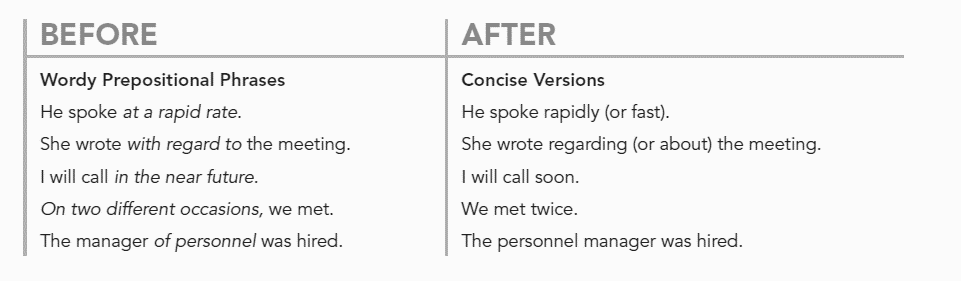 BEFORE AFTER
Wordy Prepositional Phrases Concise Versions
He spoke at a rapid rate. He spoke rapidly (or fast).
She wrote with regard to the meeting. She wrote regarding (or about) the meeting.
I will call in the near future. I will call soon.
On two different occasions, we met. We met twice.
The manager of personnel was hired. The personnel manager was hired.